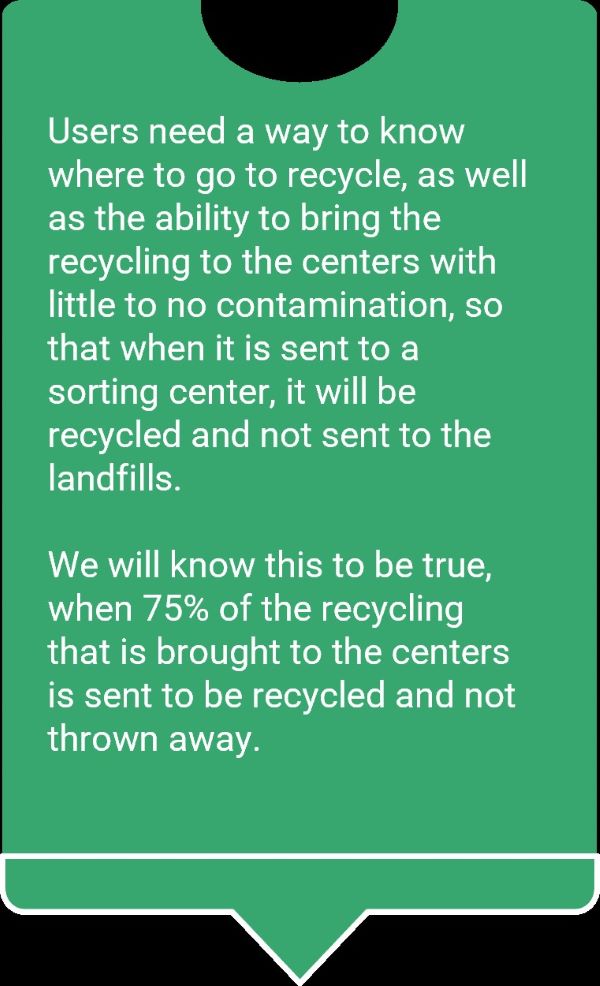 Users need a way to know
where to go to recycle, as well
as the ability to bring the
recycling to the centers with
little to no contamination, so
that when it is sent to a
sorting center, it will be
recycled and not sent to the
landfills.
We will know this to be true,
when 75% of the recycling
that is brought to the centers
is sent to be recycled and not
thrown away.